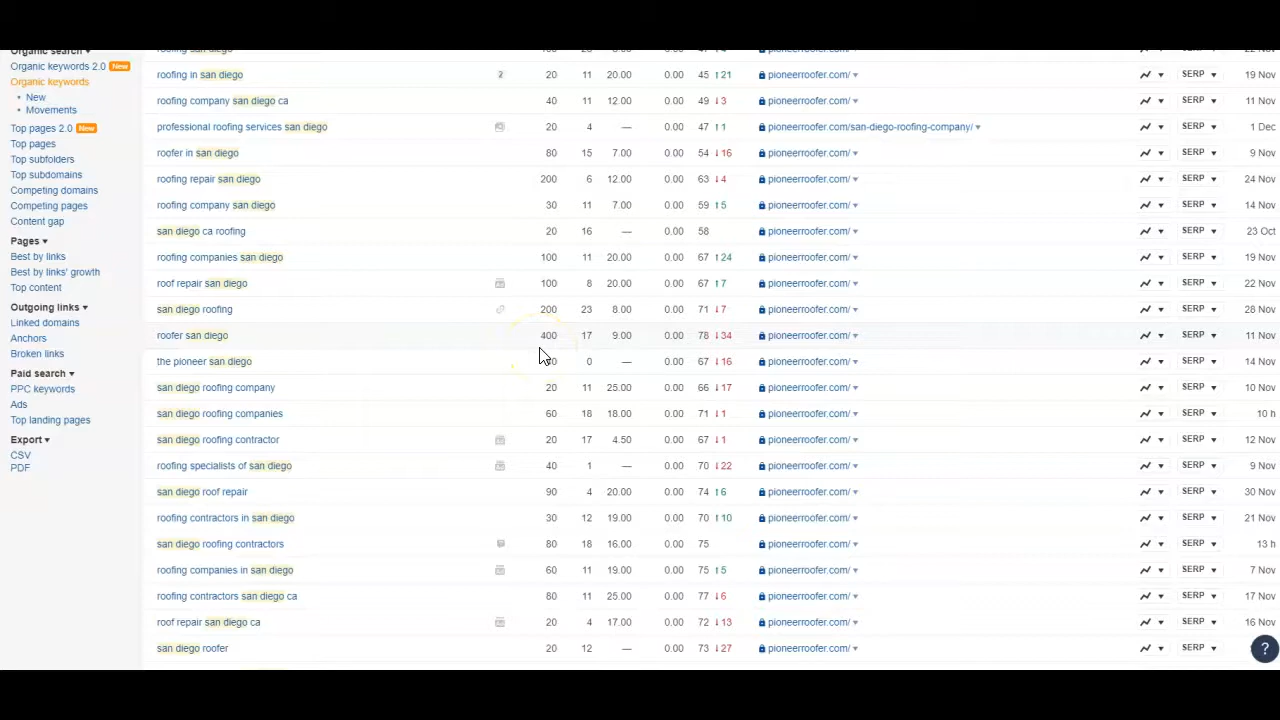 Organic search
Organic keywords 2.0 New
Organic keywords
New
Movements
Top pages 2.0 New
Top pages
Top subfolders
Top subdomains
Competing domains
Competing pages
Content gap
Pages
Best by links
Best by links' growth
Top content
Outgoing links
Linked domains
Anchors
Broken links
Paid search
PPC keywords
Ads
Top landing pages
Export
CSV
PDF
roofing san diego 22 Nov
roofing in san diego 2 20 11 20.00 0.00 45 ↑21 pioneerroofer.com/ SERP 19 Nov
roofing company san diego ca 40 11 12.00 0.00 49 ↓3 pioneerroofer.com/ SERP 11 Nov
professional roofing services san diego 20 4 — 0.00 47 ↑1 pioneerroofer.com/san-diego-roofing-company/ SERP 1 Dec
roofer in san diego 80 15 7.00 0.00 54 ↓16 pioneerroofer.com/ SERP 9 Nov
roofing repair san diego 200 6 12.00 0.00 63 ↓4 pioneerroofer.com/ SERP 24 Nov
roofing company san diego 30 11 7.00 0.00 59 ↑5 pioneerroofer.com/ SERP 14 Nov
san diego ca roofing 20 16 — 0.00 58 pioneerroofer.com/ SERP 23 Oct
roofing companies san diego 100 11 20.00 0.00 67 ↑24 pioneerroofer.com/ SERP 19 Nov
roof repair san diego 100 8 20.00 0.00 67 ↑7 pioneerroofer.com/ SERP 22 Nov
san diego roofing 200 23 8.00 0.00 71 ↓7 pioneerroofer.com/ SERP 28 Nov
roofer san diego 400 17 9.00 0.00 78 ↓34 pioneerroofer.com/ SERP 11 Nov
the pioneer san diego 0 — 0.00 67 ↓16 pioneerroofer.com/ SERP 14 Nov
san diego roofing company 20 11 25.00 0.00 66 ↓17 pioneerroofer.com/ SERP 10 Nov
san diego roofing companies 60 18 18.00 0.00 71 ↓1 pioneerroofer.com/ SERP 10 h
san diego roofing contractor 20 17 4.50 0.00 67 ↓1 pioneerroofer.com/ SERP 12 Nov
roofing specialists of san diego 40 1 — 0.00 70 ↓22 pioneerroofer.com/ SERP 9 Nov
san diego roof repair 90 4 20.00 0.00 74 ↑6 pioneerroofer.com/ SERP 30 Nov
roofing contractors in san diego 30 12 19.00 0.00 70 ↑10 pioneerroofer.com/ SERP 21 Nov
san diego roofing contractors 80 18 16.00 0.00 75 pioneerroofer.com/ SERP 13 h
roofing companies in san diego 60 11 19.00 0.00 75 ↑5 pioneerroofer.com/ SERP 7 Nov
roofing contractors san diego ca 80 11 25.00 0.00 77 ↓6 pioneerroofer.com/ SERP 17 Nov
roof repair san diego ca 20 4 17.00 0.00 72 ↓13 pioneerroofer.com/ SERP 16 Nov
san diego roofer 20 12 — 0.00 73 ↓27 pioneerroofer.com/ SERP
?